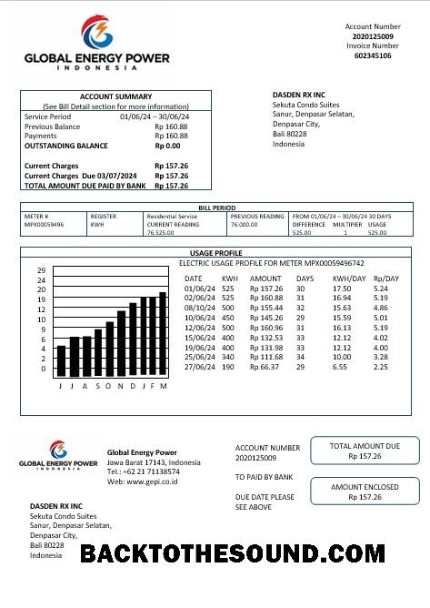 GLOBAL ENERGY POWER
INDONESIA
Account Number
2020125009
Invoice Number
602345106
ACCOUNT SUMMARY
(See Bill Detail section for more information)
Service Period 01/06/24 – 30/06/24
Previous Balance Rp 160.88
Payments Rp 160.88
OUTSTANDING BALANCE Rp 0.00
Current Charges Rp 157.26
Current Charges Due 03/07/2024 Rp 157.26
TOTAL AMOUNT DUE PAID BY BANK Rp 157.26
DASDEN RX INC
Sekuta Condo Suites
Sanur, Denpasar Selatan,
Denpasar City,
Bali 80228
Indonesia
BILL PERIOD
METER # REGISTER Residential Service PREVIOUS READING FROM 01/06/24 – 30/06/24 30 DAYS
MPX00059496 KWH CURRENT READING 76.000.00 DIFFERENCE MULTIPLIER USAGE
76.525.00 525.00 1 525.00
USAGE PROFILE
ELECTRIC USAGE PROFILE FOR METER MPX0059496742
DATE KWH AMOUNT DAYS KWH/DAY Rp/DAY
01/06/24 525 Rp 157.26 30 17.50 5.24
02/06/24 525 Rp 160.88 31 16.94 5.19
08/10/24 500 Rp 155.44 32 15.63 4.86
10/06/24 450 Rp 145.26 29 15.59 5.01
12/06/24 500 Rp 160.96 31 16.13 5.19
15/06/24 400 Rp 132.53 33 12.12 4.02
19/06/24 400 Rp 131.98 33 12.12 4.00
25/06/24 340 Rp 111.68 34 10.00 3.28
27/06/24 190 Rp 66.37 29 6.55 2.25
29
24
20
19
12
9
6
4
2
0
J J A S O N D J F M
GLOBAL ENERGY POWER
INDONESIA
Global Energy Power
Jawa Barat 17143, Indonesia
Tel.: +62 21 71138574
Web: www.gepi.co.id
ACCOUNT NUMBER
2020125009
TO PAID BY BANK
DUE DATE PLEASE
SEE ABOVE
TOTAL AMOUNT DUE
Rp 157.26
AMOUNT ENCLOSED
Rp 157.26
DASDEN RX INC
Sekuta Condo Suites
Sanur, Denpasar Selatan,
Denpasar City,
Bali 80228
Indonesia
BACKTOTHESOUND.COM